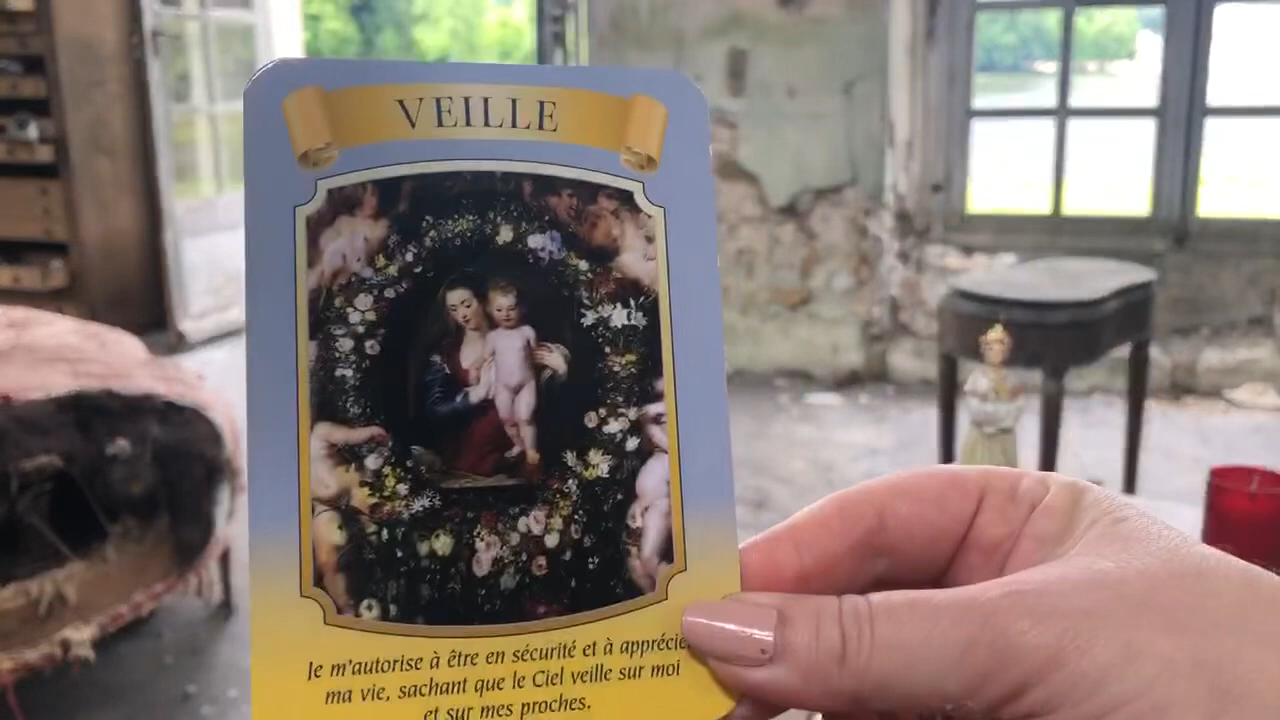 VEILLE
Je m'autorise à être en sécurité et à apprécie
ma vie, sachant que le Ciel veille sur moi
et sur mes proches.